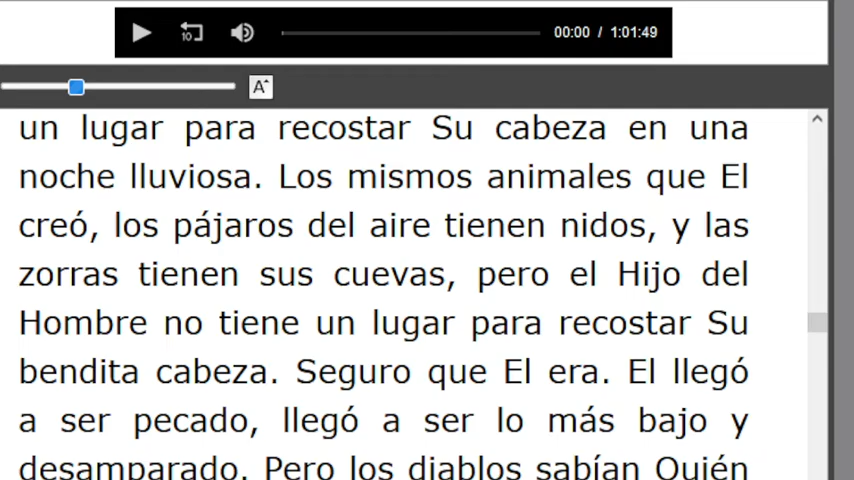 10
00:00 / 1:01:49
A
un lugar para recostar Su cabeza en una
noche lluviosa. Los mismos animales que El
creó, los pájaros del aire tienen nidos, y las
zorras tienen sus cuevas, pero el Hijo del
Hombre no tiene un lugar para recostar Su
bendita cabeza. Seguro que El era. El llegó
a ser pecado, llegó a ser lo más bajo y
desamparado. Pero los diablos sabían Quién